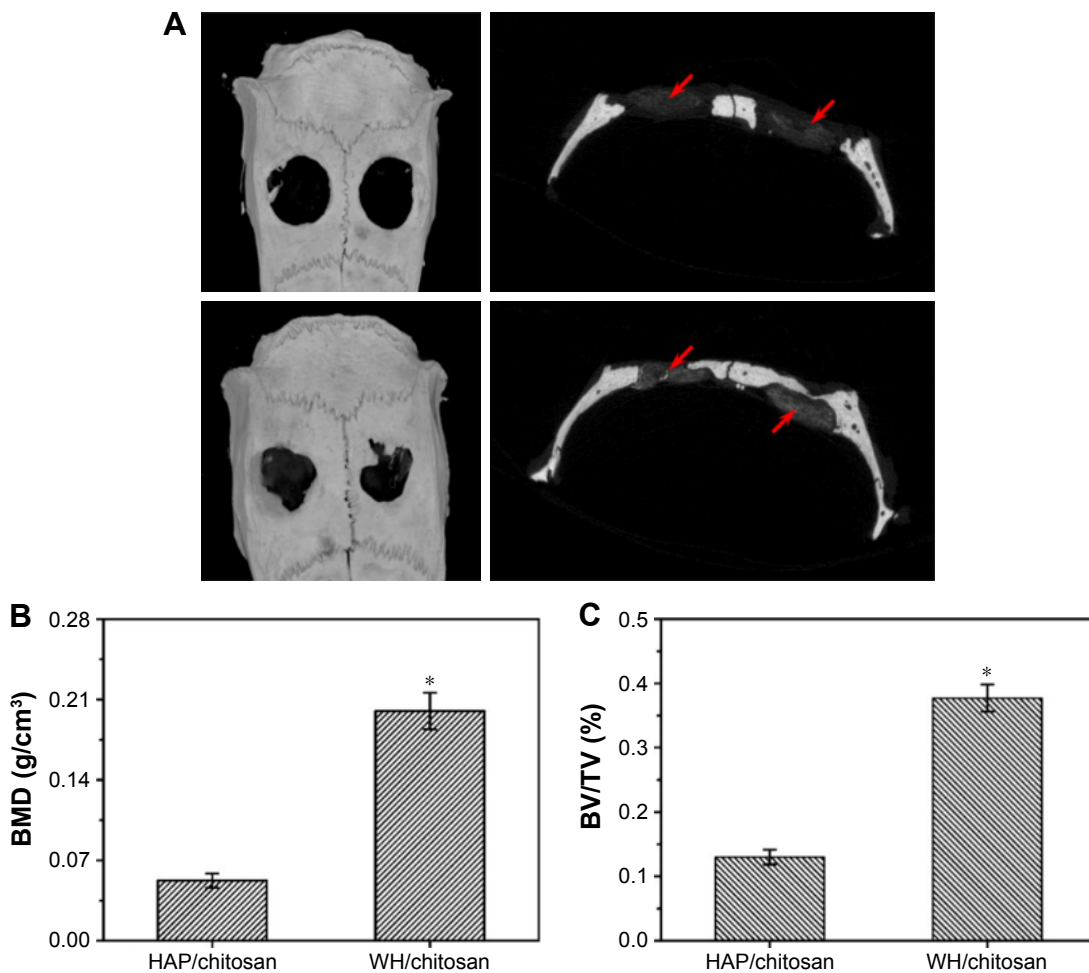 A
B
BMD (g/cm³)
0.28
0.21
0.14
0.07
0.00
*
HAP/chitosan
WH/chitosan
C
BV/TV (%)
0.5
0.4
0.3
0.2
0.1
0.0
*
HAP/chitosan
WH/chitosan